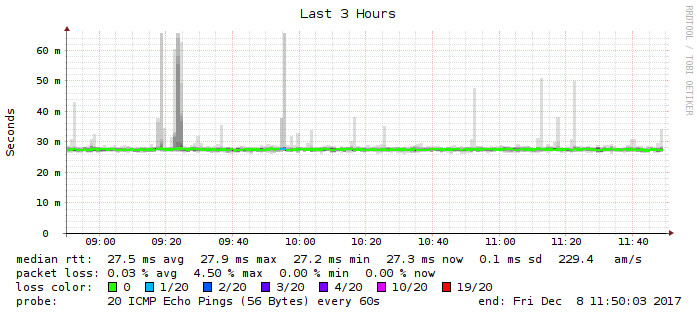 Last 3 Hours
RRDTOOL / TOBI OETIKER
Seconds
60 m
50 m
40 m
30 m
20 m
10 m
0
09:00 09:20 09:40 10:00 10:20 10:40 11:00 11:20 11:40
median rtt: 27.5 ms avg 27.9 ms max 27.2 ms min 27.3 ms now 0.1 ms sd 229.4 am/s
packet loss: 0.03 % avg 4.50 % max 0.00 % min 0.00 % now
loss color: 0 1/20 2/20 3/20 4/20 10/20 19/20
probe: 20 ICMP Echo Pings (56 Bytes) every 60s end: Fri Dec 8 11:50:03 2017